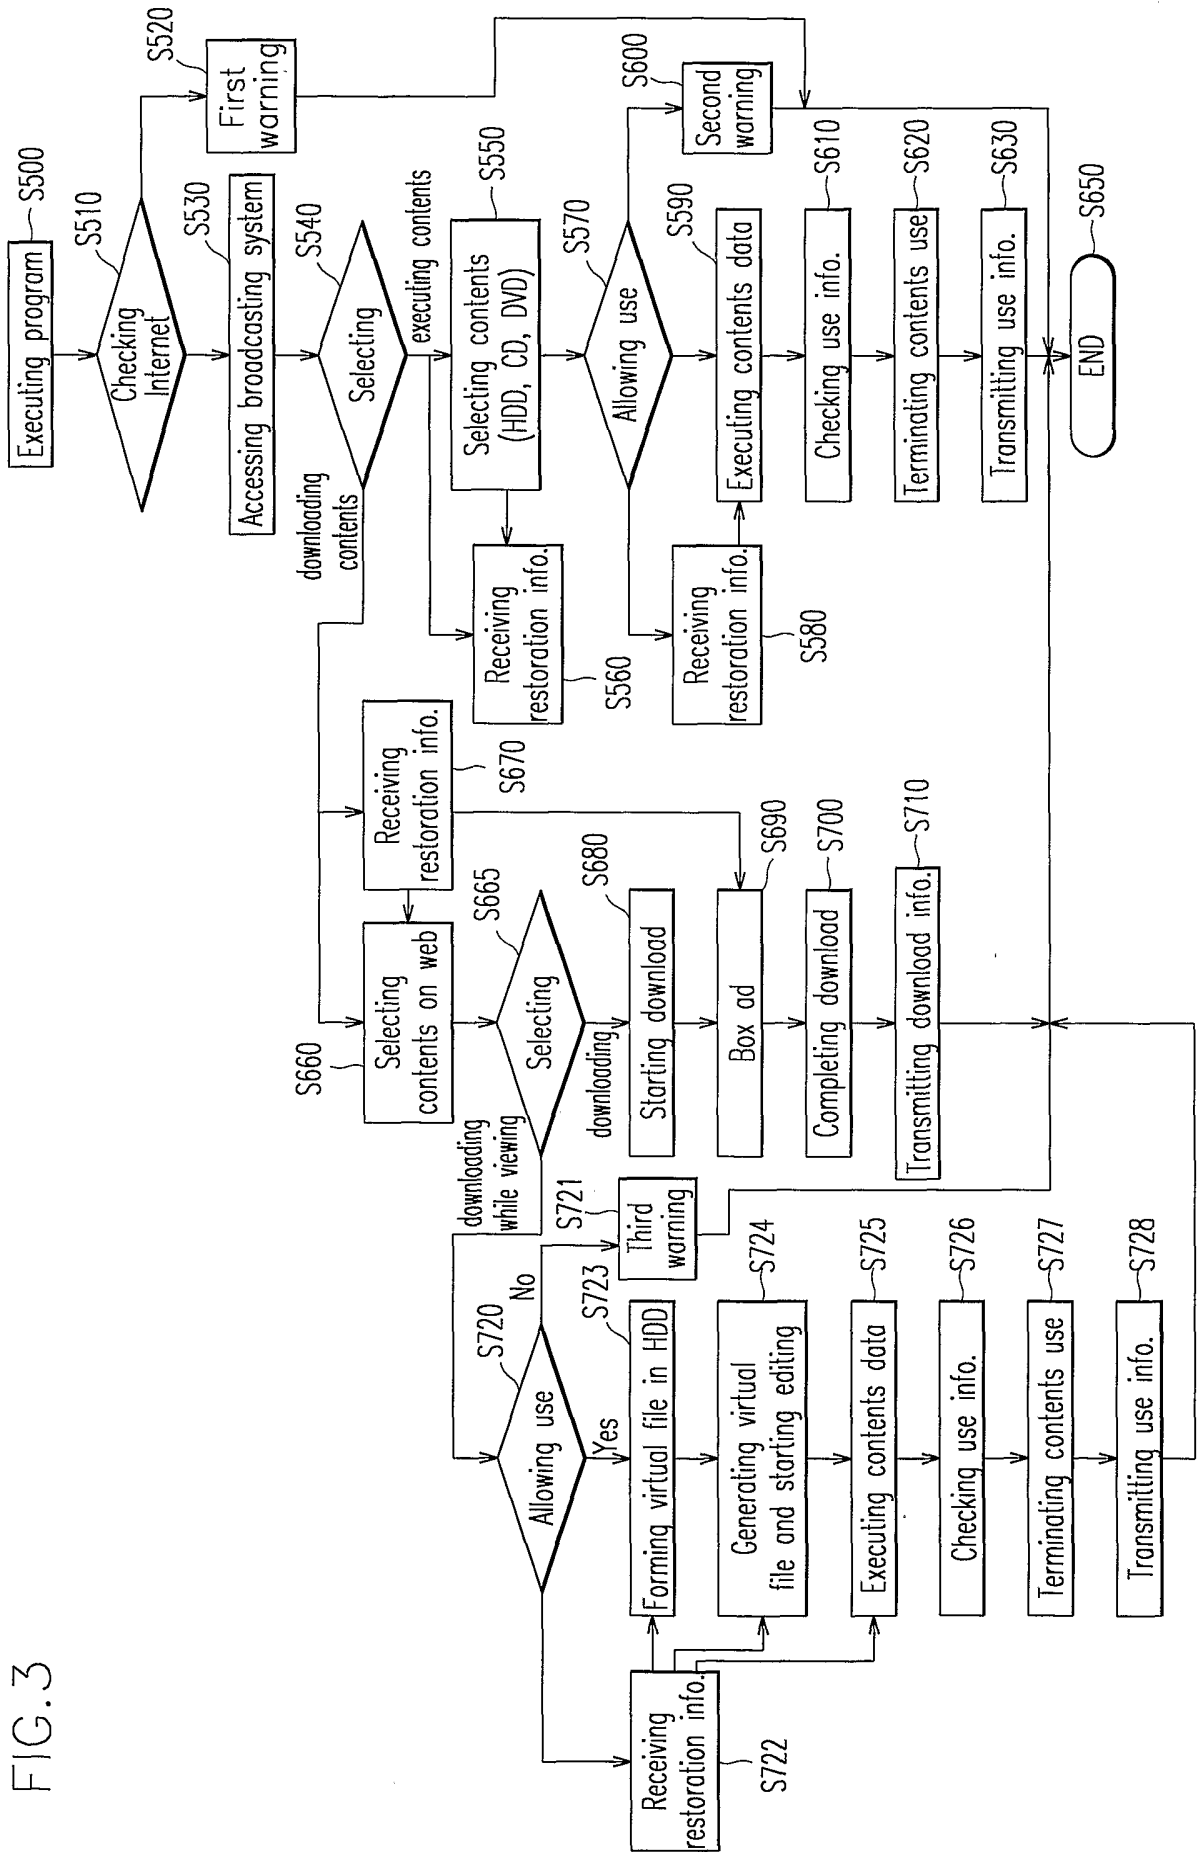 FIG.3
Executing program
S500
Checking
Internet
S510
First
warning
S520
Accessing brodcasting system
S530
Selecting
S540
downloading
contents
executing contents
Selecting contents
(HDD, CD, DVD)
S550
Receiving
restoration info.
S560
Allowing use
S570
Receiving
restoration info.
S580
Executing contents data
S590
Second
warning
S600
Checking use info.
S610
Terminating contents use
S620
Transmitting use info.
S630
END
S650
Selecting
contents on web
S660
Receiving
restoration info.
S670
Selecting
S665
downloading
while viewing
downloading
Starting download
S680
Box ad
S690
Completing download
S700
Transmitting download info.
S710
Allowing use
S720
No
Yes
Third
warning
S721
Receiving
restoration info.
S722
Forming virtual file in HDD
S723
Generating virtual
file and starting editing
S724
Executing contents data
S725
Checking use info.
S726
Terminating contents use
S727
Transmitting use info.
S728